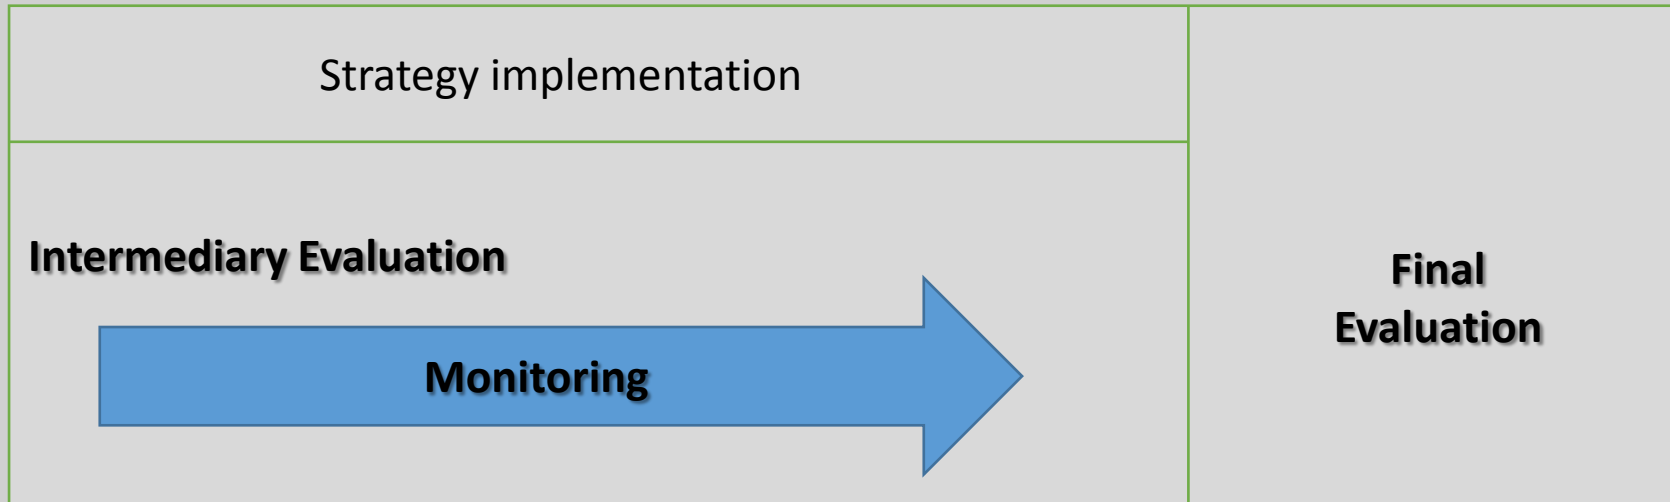 Strategy implementation
Intermediary Evaluation
Monitoring
Final
Evaluation